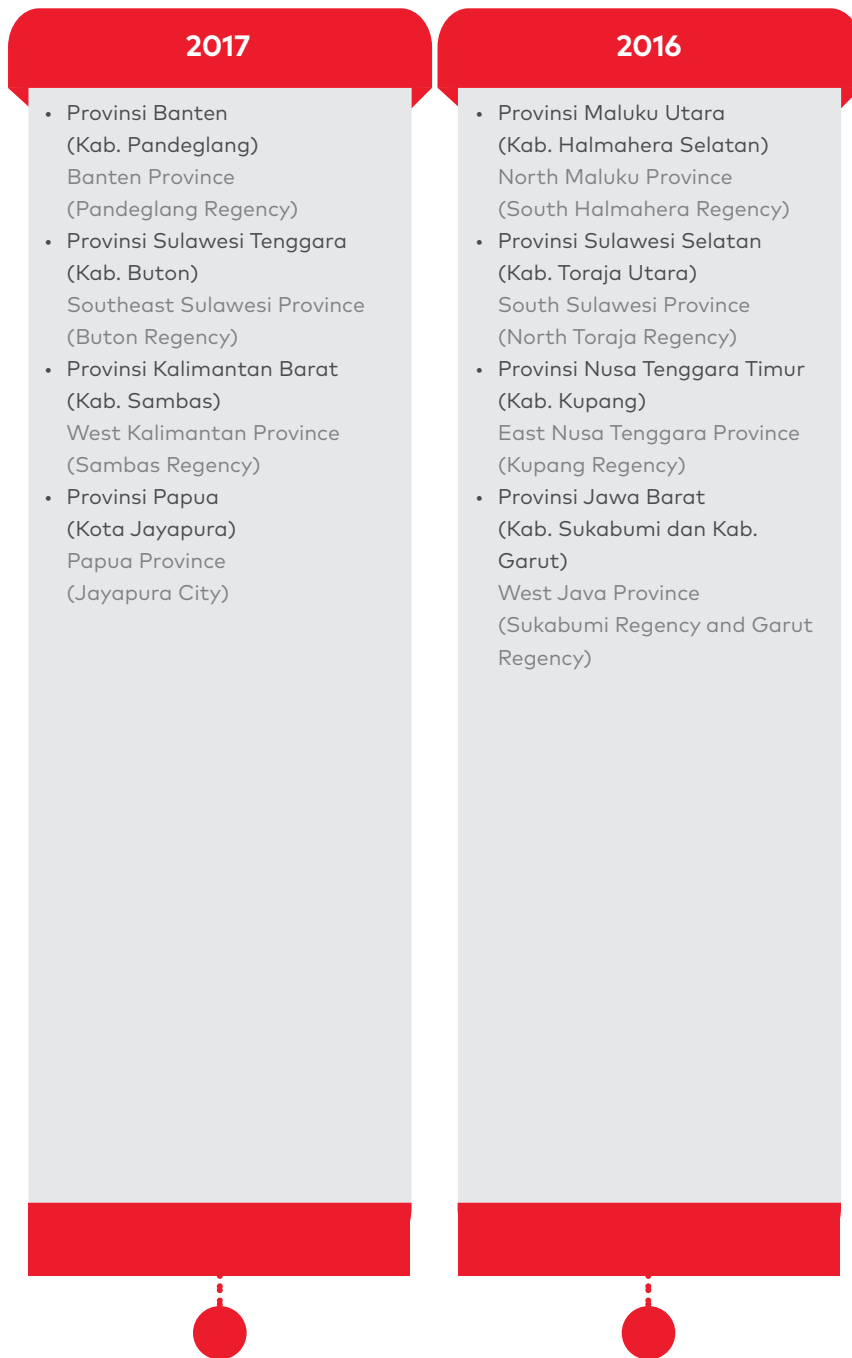 2017
• Provinsi Banten
(Kab. Pandeglang)
Banten Province
(Pandeglang Regency)
• Provinsi Sulawesi Tenggara
(Kab. Buton)
Southeast Sulawesi Province
(Buton Regency)
• Provinsi Kalimantan Barat
(Kab. Sambas)
West Kalimantan Province
(Sambas Regency)
• Provinsi Papua
(Kota Jayapura)
Papua Province
(Jayapura City)
2016
• Provinsi Maluku Utara
(Kab. Halmahera Selatan)
North Maluku Province
(South Halmahera Regency)
• Provinsi Sulawesi Selatan
(Kab. Toraja Utara)
South Sulawesi Province
(North Toraja Regency)
• Provinsi Nusa Tenggara Timur
(Kab. Kupang)
East Nusa Tenggara Province
(Kupang Regency)
• Provinsi Jawa Barat
(Kab. Sukabumi dan Kab.
Garut)
West Java Province
(Sukabumi Regency and Garut
Regency)